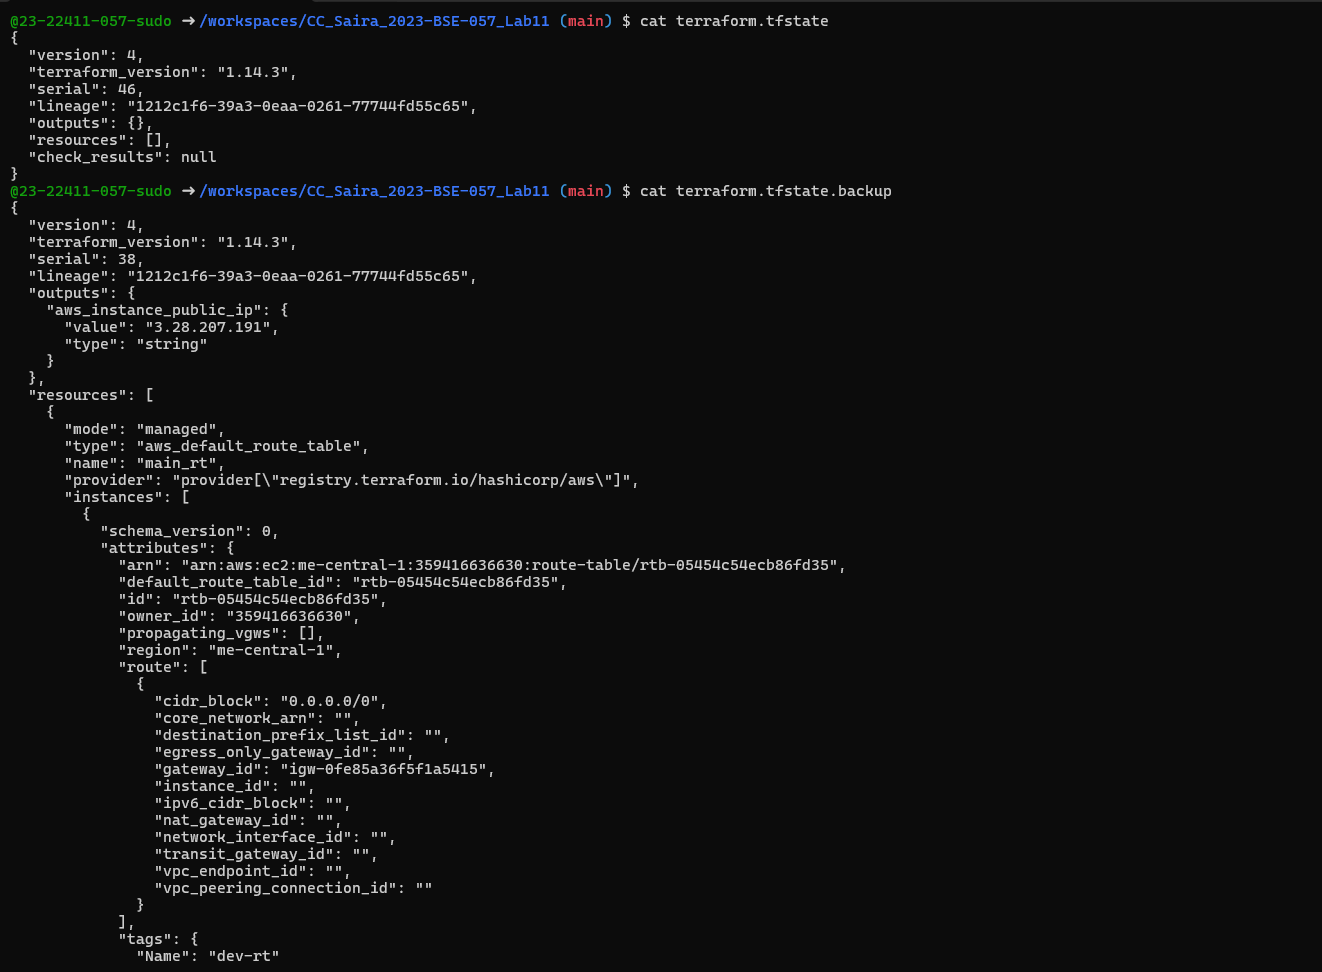 @23-22411-057-sudo ➜ /workspaces/CC_Saira_2023-BSE-057_Lab11 (main) $ cat terraform.tfstate
{
  "version": 4,
  "terraform_version": "1.14.3",
  "serial": 46,
  "lineage": "1212c1f6-39a3-0eaa-0261-77744fd55c65",
  "outputs": {},
  "resources": [],
  "check_results": null
}
@23-22411-057-sudo ➜ /workspaces/CC_Saira_2023-BSE-057_Lab11 (main) $ cat terraform.tfstate.backup
{
  "version": 4,
  "terraform_version": "1.14.3",
  "serial": 38,
  "lineage": "1212c1f6-39a3-0eaa-0261-77744fd55c65",
  "outputs": {
    "aws_instance_public_ip": {
      "value": "3.28.207.191",
      "type": "string"
    }
  },
  "resources": [
    {
      "mode": "managed",
      "type": "aws_default_route_table",
      "name": "main_rt",
      "provider": "provider[\"registry.terraform.io/hashicorp/aws\"]",
      "instances": [
        {
          "schema_version": 0,
          "attributes": {
            "arn": "arn:aws:ec2:me-central-1:359416636630:route-table/rtb-05454c54ecb86fd35",
            "default_route_table_id": "rtb-05454c54ecb86fd35",
            "id": "rtb-05454c54ecb86fd35",
            "owner_id": "359416636630",
            "propagating_vgws": [],
            "region": "me-central-1",
            "route": [
              {
                "cidr_block": "0.0.0.0/0",
                "core_network_arn": "",
                "destination_prefix_list_id": "",
                "egress_only_gateway_id": "",
                "gateway_id": "igw-0fe85a36f5f1a5415",
                "instance_id": "",
                "ipv6_cidr_block": "",
                "nat_gateway_id": "",
                "network_interface_id": "",
                "transit_gateway_id": "",
                "vpc_endpoint_id": "",
                "vpc_peering_connection_id": ""
              }
            ],
            "tags": {
              "Name": "dev-rt"